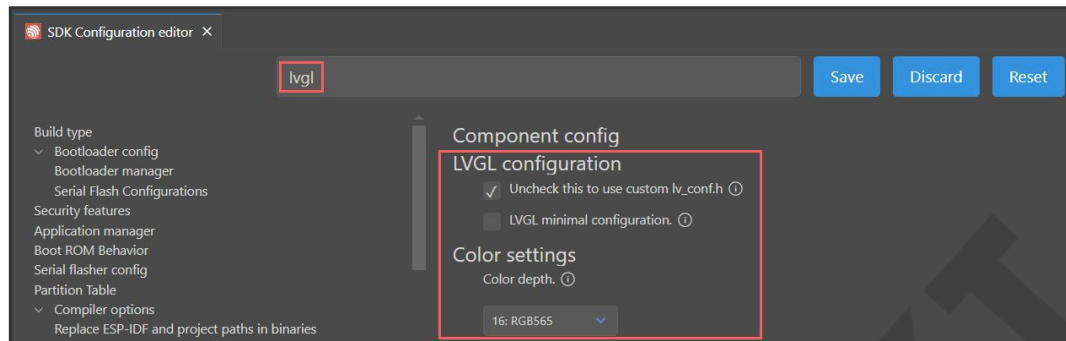 SDK Configuration editor
lvgl
Save
Discard
Reset
Build type
Bootloader config
Bootloader manager
Serial Flash Configurations
Security features
Application manager
Boot ROM Behavior
Serial flasher config
Partition Table
Compiler options
Replace ESP-IDF and project paths in binaries
Component config
LVGL configuration
Uncheck this to use custom lv_conf.h
LVGL minimal configuration.
Color settings
Color depth.
16: RGB565